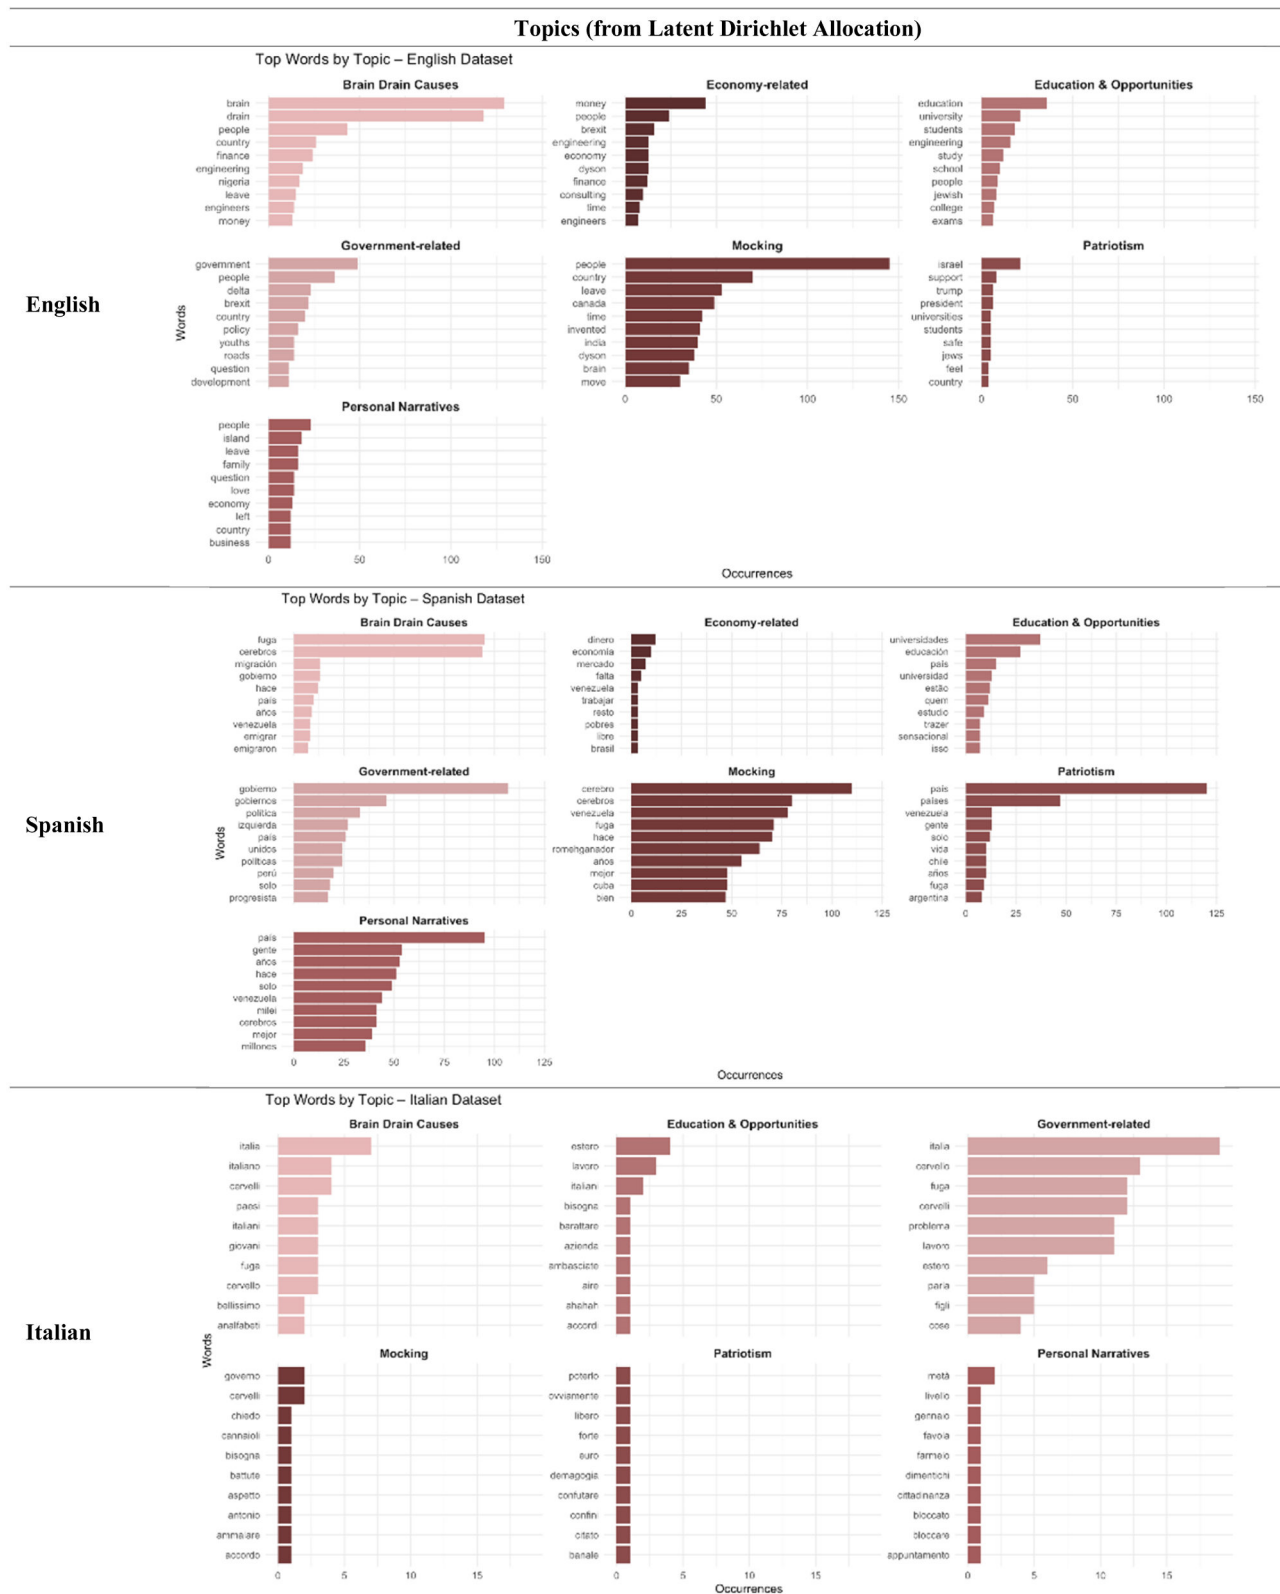 Topics (from Latent Dirichlet Allocation)
English
Top Words by Topic – English Dataset
Words
Brain Drain Causes
brain
drain
people
country
finance
engineering
nigeria
leave
engineers
money
Economy-related
money
people
brexit
engineering
economy
dyson
finance
consulting
time
engineers
Education & Opportunities
education
university
students
engineering
study
school
people
jewish
college
exams
Government-related
government
people
delta
brexit
country
policy
youths
roads
question
development
Mocking
people
country
leave
canada
time
invented
india
dyson
brain
move
0 50 100 150
Patriotism
israel
support
trump
president
universities
students
safe
jews
feel
country
0 50 100 150
Personal Narratives
people
island
leave
family
question
love
economy
left
country
business
0 50 100 150
Occurrences
Spanish
Top Words by Topic – Spanish Dataset
Words
Brain Drain Causes
fuga
cerebros
migración
gobierno
hace
país
años
venezuela
emigrar
emigraron
Economy-related
dinero
economía
mercado
falta
venezuela
trabajar
resto
pobres
libre
brasil
Education & Opportunities
universidades
educación
país
universidad
estão
quem
estudio
trazer
sensacional
isso
Government-related
gobierno
gobiernos
política
izquierda
país
unidos
políticas
perú
solo
progresista
Mocking
cerebro
cerebros
venezuela
fuga
hace
romehganador
años
mejor
cuba
bien
0 25 50 75 100 125
Patriotism
país
países
venezuela
gente
solo
vida
chile
años
fuga
argentina
0 25 50 75 100 125
Personal Narratives
país
gente
años
hace
solo
venezuela
milei
cerebros
mejor
millones
0 25 50 75 100 125
Occurrences
Italian
Top Words by Topic – Italian Dataset
Words
Brain Drain Causes
italia
italiano
cervelli
paesi
italiani
giovani
fuga
cervello
bellissimo
analfabeti
Education & Opportunities
estero
lavoro
italiani
bisogna
barattare
azienda
ambasciate
aire
ahahah
accordi
Government-related
italia
cervello
fuga
cervelli
problema
lavoro
estero
parla
figli
cose
Mocking
governo
cervelli
chiedo
cannaioli
bisogna
battute
aspetto
antonio
ammalare
accordo
0 5 10 15
Patriotism
poterlo
ovviamente
libero
forte
euro
demagogia
confutare
confini
citato
banale
0 5 10 15
Personal Narratives
metà
livello
gennaio
favola
farmelo
dimentichi
cittadinanza
bloccato
bloccare
appuntamento
0 5 10 15
Occurrences